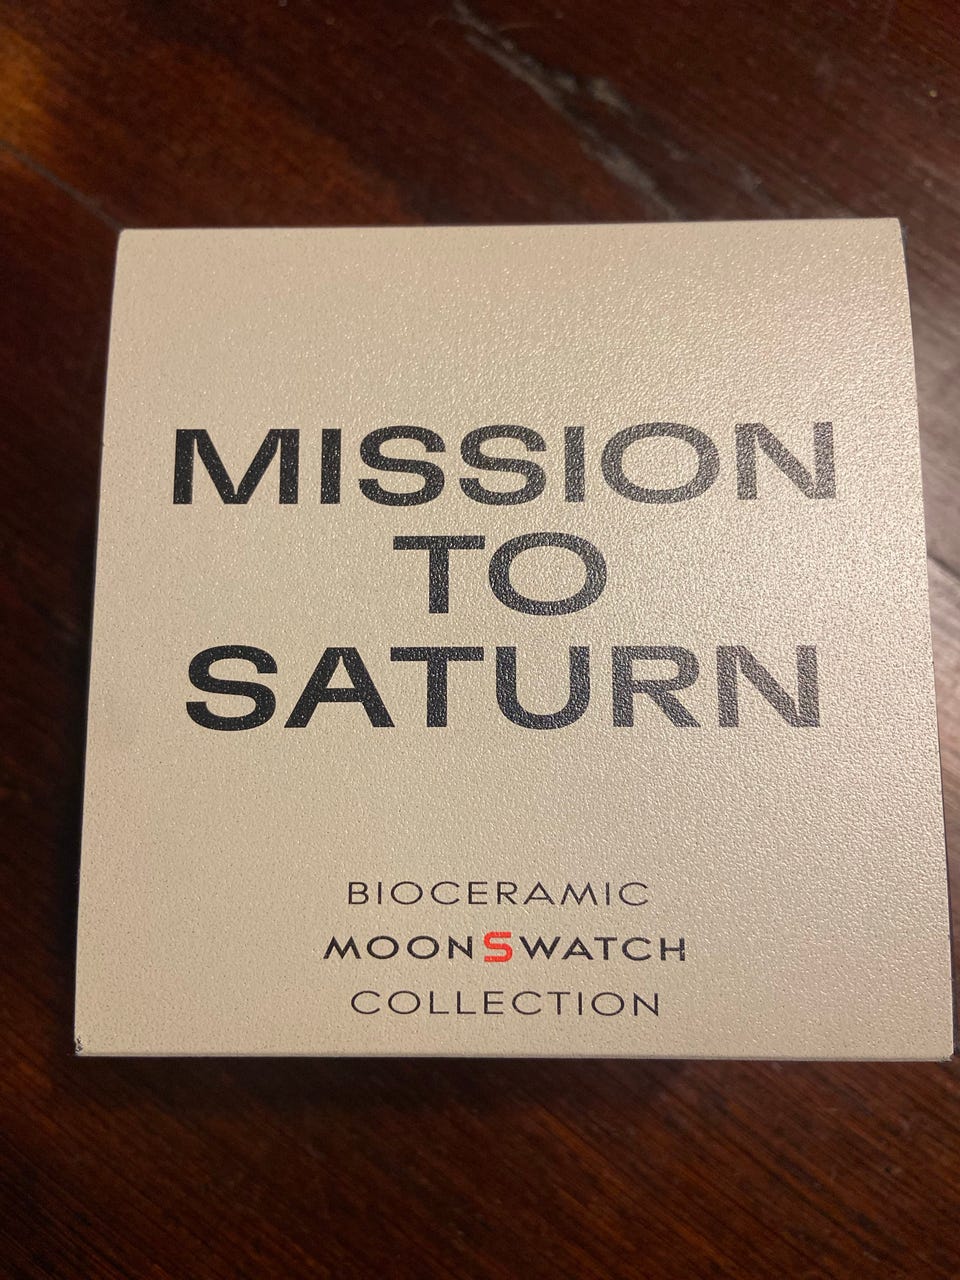 MISSION
TO
SATURN
BIOCERAMIC
MOONSWATCH
COLLECTION